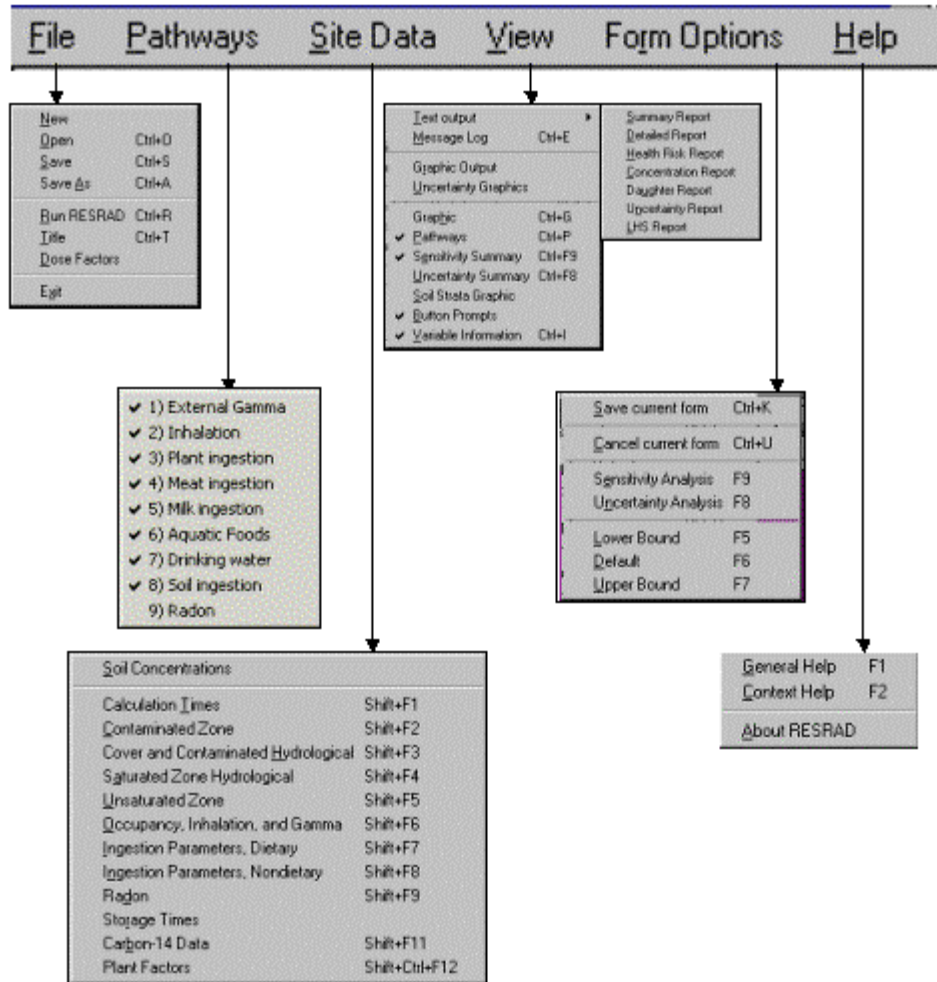 File Pathways Site Data View Form Options Help
New
Open Ctrl+O
Save Ctrl+S
Save As Ctrl+A
Run RESRAD Ctrl+R
Title Ctrl+T
Dose Factors
Exit
Text output
Message Log Ctrl+E
Graphic Output
Uncertainty Graphics
Graphic Ctrl+G
✓ Pathways Ctrl+P
✓ Sensitivity Summary Ctrl+F9
Uncertainty Summary Ctrl+F8
Soil Strata Graphic
✓ Button Prompts
✓ Variable Information Ctrl+I
Summary Report
Detailed Report
Health Risk Report
Concentration Report
Daughter Report
Uncertainty Report
LHS Report
✓ 1) External Gamma
✓ 2) Inhalation
✓ 3) Plant ingestion
✓ 4) Meat ingestion
✓ 5) Milk ingestion
✓ 6) Aquatic Foods
✓ 7) Drinking water
✓ 8) Soil ingestion
9) Radon
Save current form Ctrl+K
Cancel current form Ctrl+U
Sensitivity Analysis F9
Uncertainty Analysis F8
Lower Bound F5
Default F6
Upper Bound F7
Soil Concentrations
Calculation Times Shift+F1
Contaminated Zone Shift+F2
Cover and Contaminated Hydrological Shift+F3
Saturated Zone Hydrological Shift+F4
Unsaturated Zone Shift+F5
Occupancy, Inhalation, and Gamma Shift+F6
Ingestion Parameters, Dietary Shift+F7
Ingestion Parameters, Nondietary Shift+F8
Radon Shift+F9
Storage Times
Carbon-14 Data Shift+F11
Plant Factors Shift+Ctrl+F12
General Help F1
Context Help F2
About RESRAD